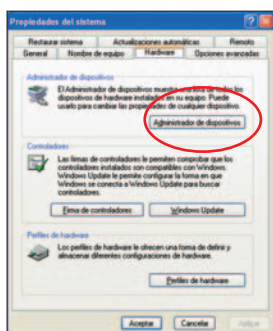 Propiedades del sistema
Restaurar sistema Actualizaciones automáticas Remoto
General Nombre de equipo Hardware Opciones avanzadas
Administrador de dispositivos
El Administrador de dispositivos muestra una lista de todos los
dispositivos de hardware instalados en su equipo. Puede
usarlo para cambiar las propiedades de cualquier dispositivo.
Administrador de dispositivos
Controladores
Las firmas de controladores le permiten comprobar que los
controladores instalados son compatibles con Windows.
Windows Update le permite configurar la forma en que
Windows se conecta a Windows Update para buscar
controladores.
Firma de controladores Windows Update
Perfiles de hardware
Los perfiles de hardware le ofrecen una forma de definir y
almacenar diferentes configuraciones de hardware.
Perfiles de hardware
Aceptar Cancelar Aplicar